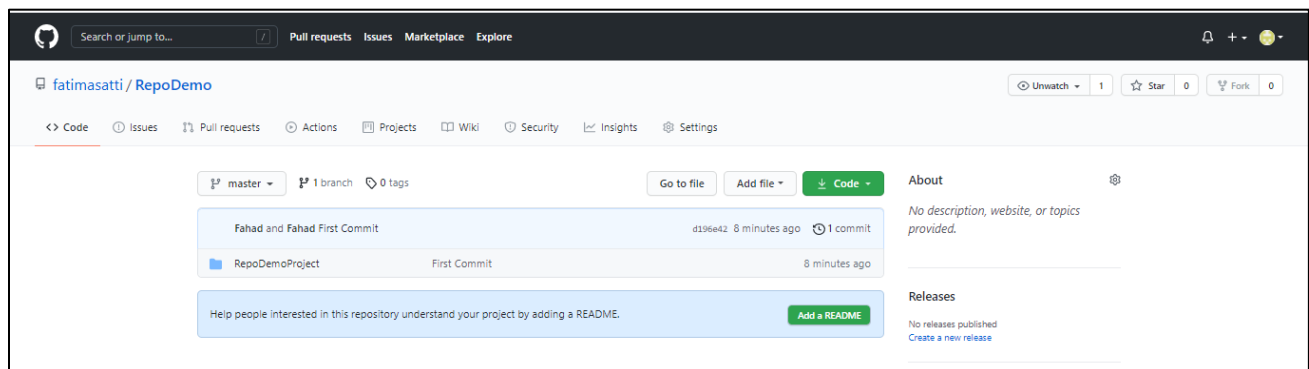 Search or jump to... / Pull requests Issues Marketplace Explore
fatimasatti / RepoDemo Unwatch 1 Star 0 Fork 0
<> Code Issues Pull requests Actions Projects Wiki Security Insights Settings
master 1 branch 0 tags Go to file Add file Code
Fahad and Fahad First Commit d196e42 8 minutes ago 1 commit
RepoDemoProject First Commit 8 minutes ago
Help people interested in this repository understand your project by adding a README. Add a README
About
No description, website, or topics
provided.
Releases
No releases published
Create a new release